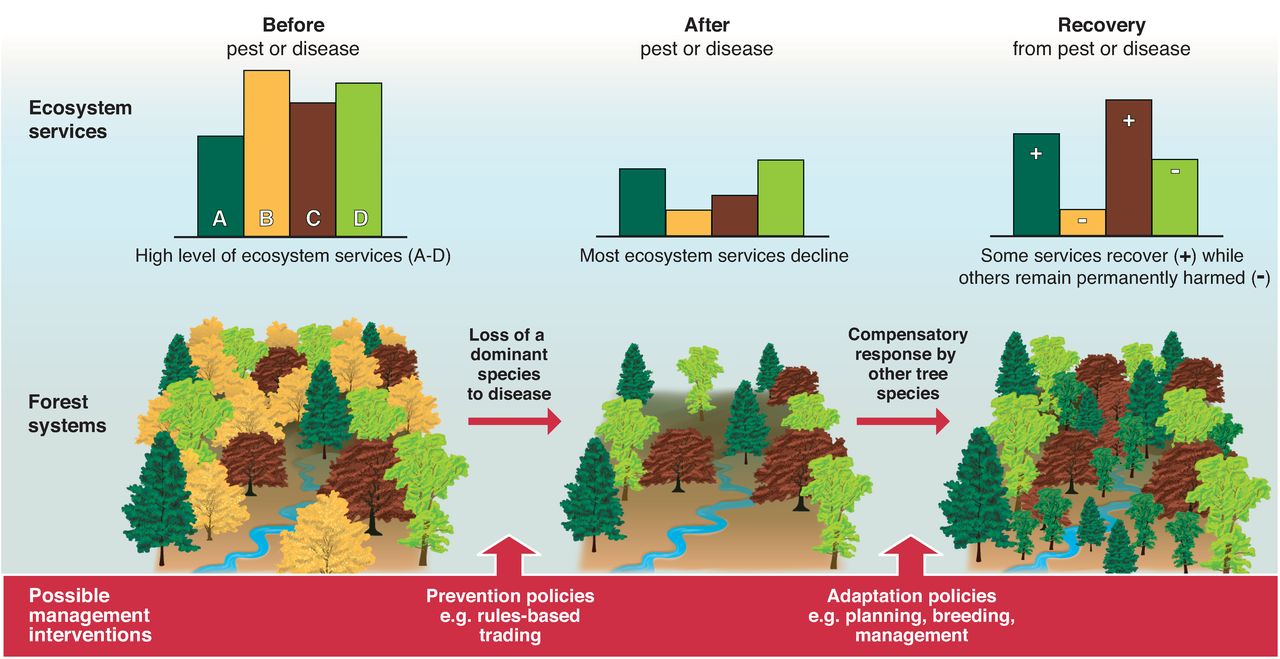 Before
pest or disease
After
pest or disease
Recovery
from pest or disease
Ecosystem
services
A B C D
+ - + -
High level of ecosystem services (A-D)
Most ecosystem services decline
Some services recover (+) while
others remain permanently harmed (-)
Forest
systems
Loss of a
dominant
species
to disease
Compensatory
response by
other tree
species
Possible
management
interventions
Prevention policies
e.g. rules-based
trading
Adaptation policies
e.g. planning, breeding,
management